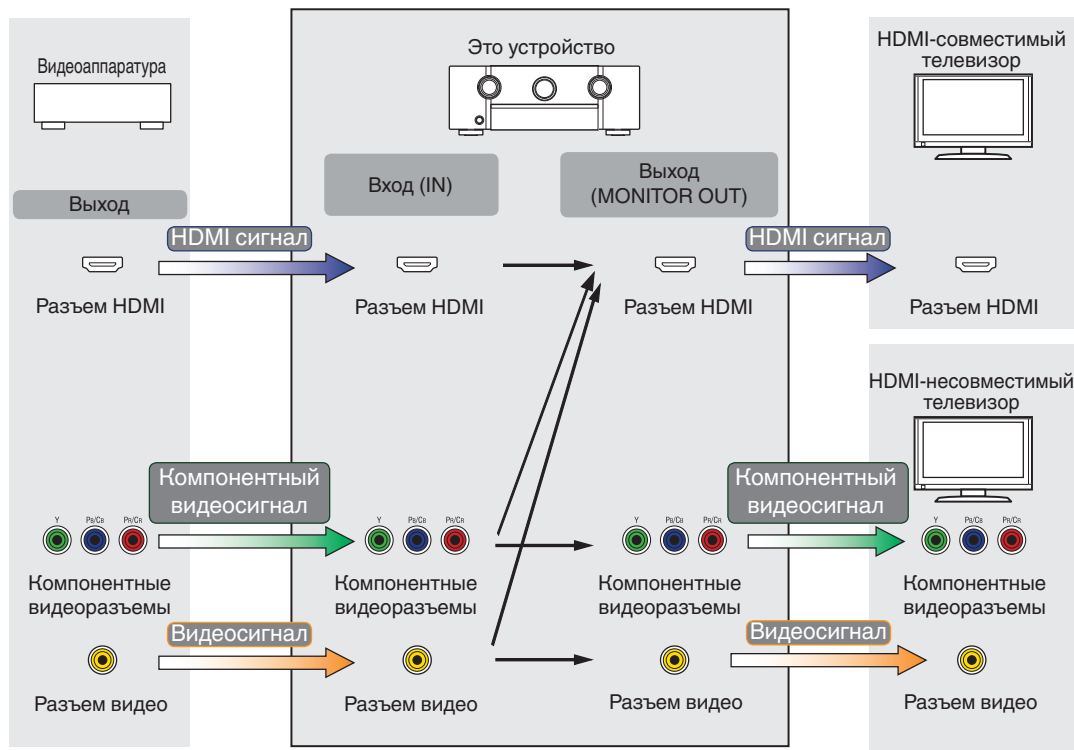 Видеоаппаратура
Это устройство
HDMI-совместимый
телевизор
Выход
Вход (IN)
Выход
(MONITOR OUT)
HDMI сигнал
HDMI сигнал
Разъем HDMI
Разъем HDMI
Разъем HDMI
Разъем HDMI
HDMI-несовместимый
телевизор
Компонентный
видеосигнал
Компонентный
видеосигнал
Y PB/CB PR/CR
Y PB/CB PR/CR
Y PB/CB PR/CR
Y PB/CB PR/CR
Компонентные
видеоразъемы
Компонентные
видеоразъемы
Компонентные
видеоразъемы
Компонентные
видеоразъемы
Видеосигнал
Видеосигнал
Разъем видео
Разъем видео
Разъем видео
Разъем видео